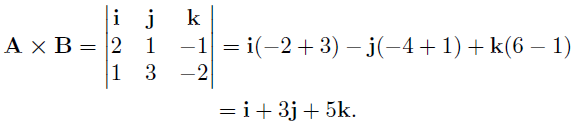 A × B = | i j k | = i(−2 + 3) − j(−4 + 1) + k(6 − 1)
| 2 1 −1 |
| 1 3 −2 |
= i + 3j + 5k.